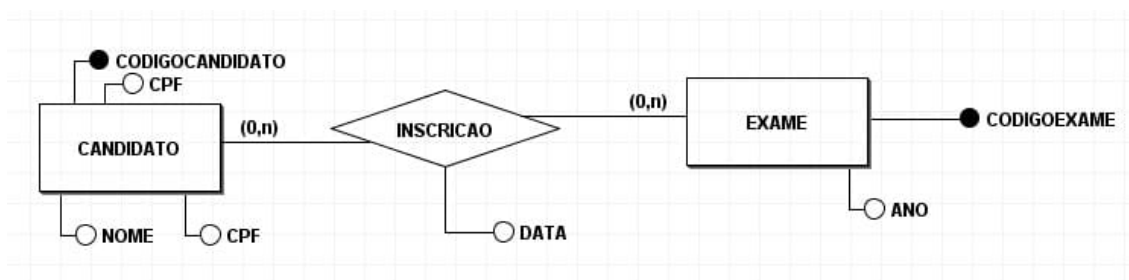 CODIGOCANDIDATO
CPF
CANDIDATO
(0,n)
INSCRICAO
(0,n)
EXAME
CODIGOEXAME
NOME
CPF
DATA
ANO